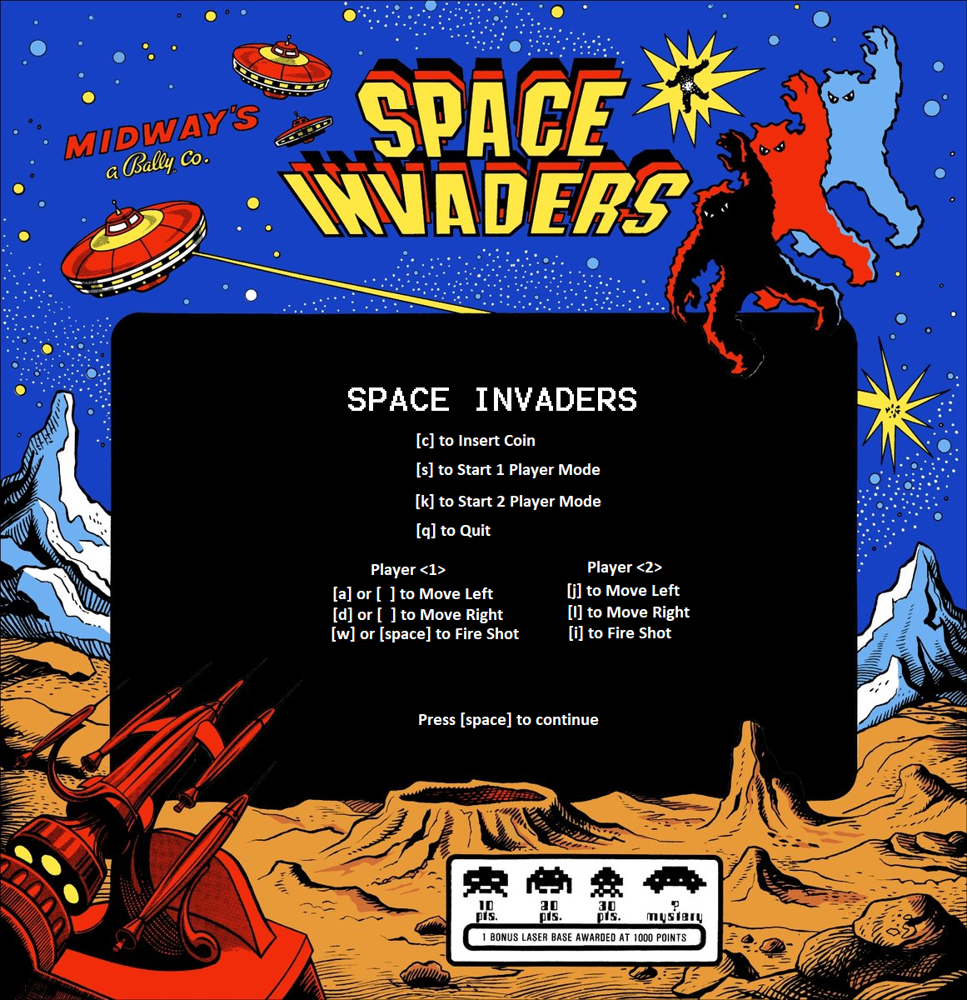 SPACE
INVADERS
MIDWAY'S
a Bally Co.
SPACE INVADERS
[c] to Insert Coin
[s] to Start 1 Player Mode
[k] to Start 2 Player Mode
[q] to Quit
Player <1>
[a] or [  ] to Move Left
[d] or [  ] to Move Right
[w] or [space] to Fire Shot
Player <2>
[j] to Move Left
[l] to Move Right
[i] to Fire Shot
Press [space] to continue
10 20 30 ?
pts. pts. pts. mystery
1 BONUS LASER BASE AWARDED AT 1000 POINTS